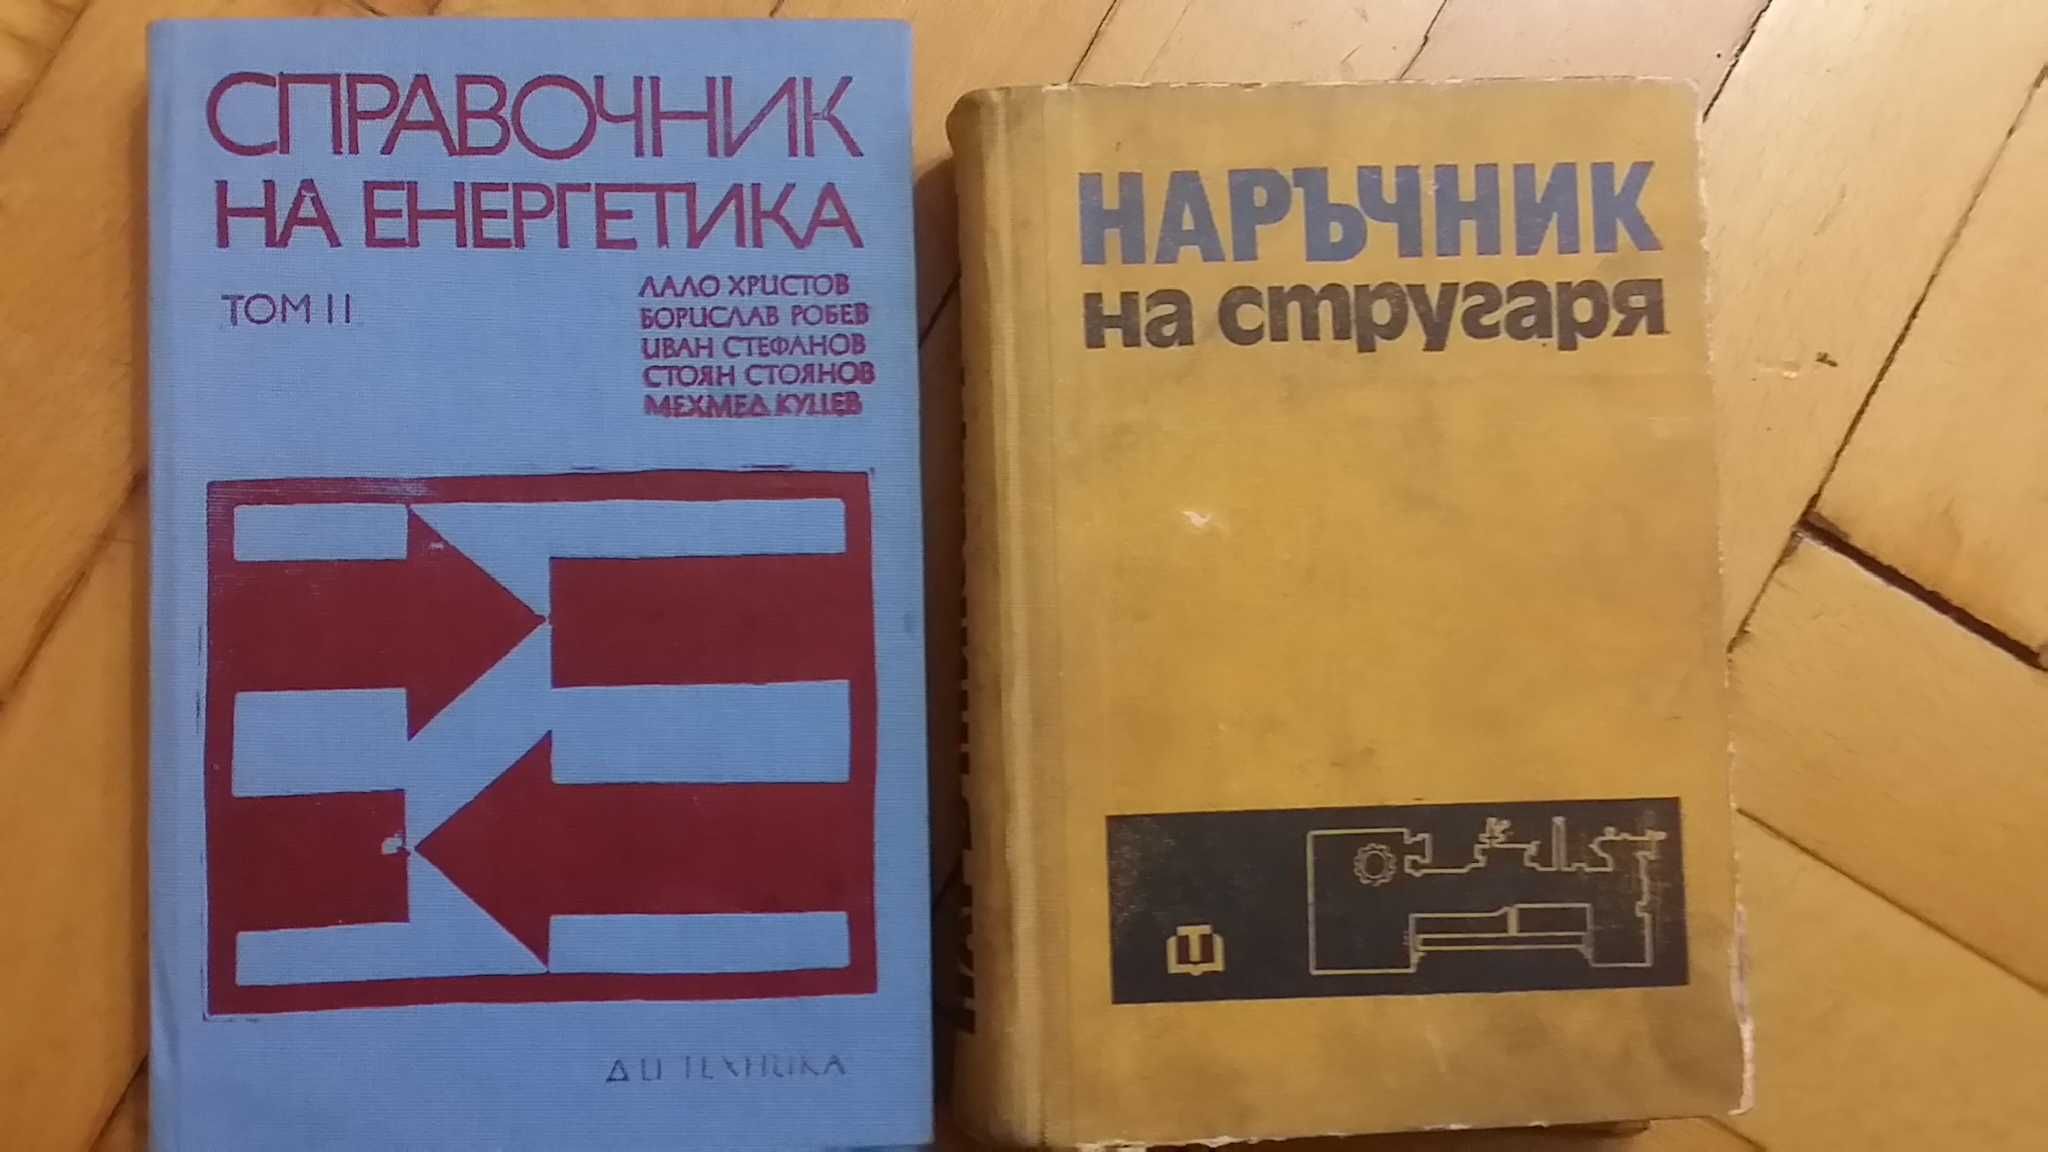 СПРАВОЧНИК
НА ЕНЕРГЕТИКА
ТОМ II
ЛАЛО ХРИСТОВ
БОРИСЛАВ РОБЕВ
ИВАН СТЕФАНОВ
СТОЯН СТОЯНОВ
МЕХМЕД КУЦЕВ
ДИ ТЕХНИКА
НАРЪЧНИК
на стругаря
Т